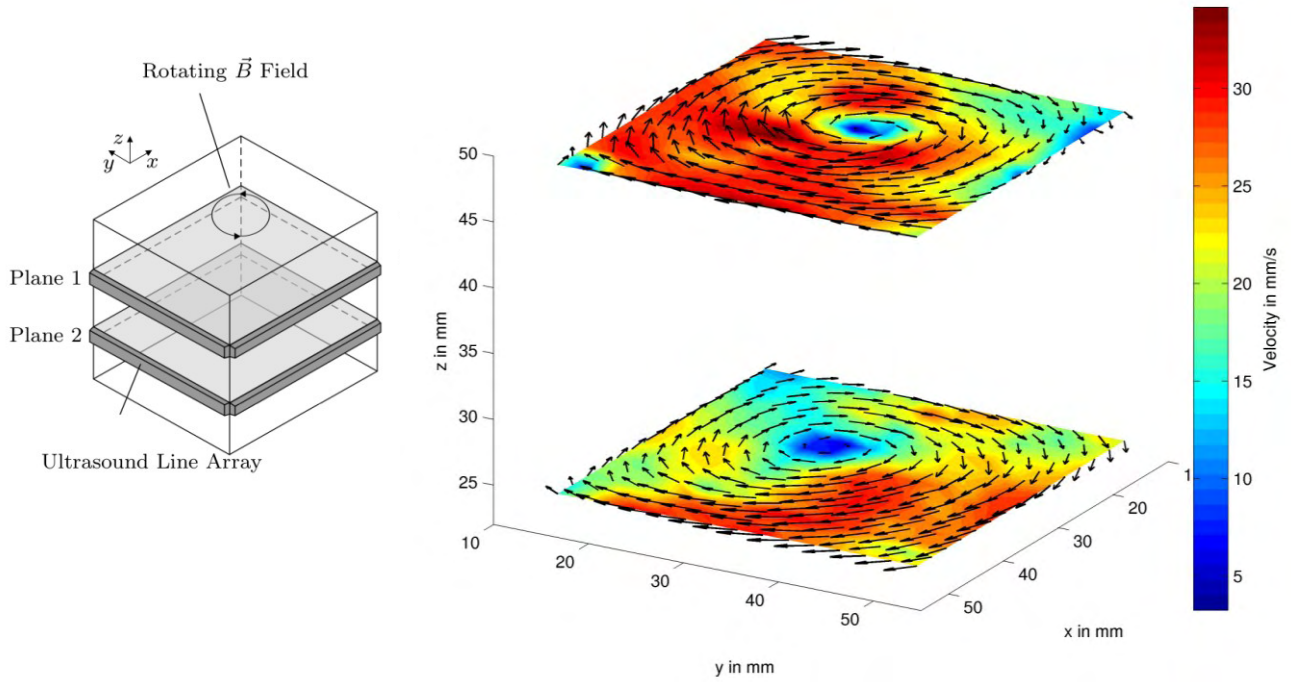 Rotating B⃗ Field
z
y
x
Plane 1
Plane 2
Ultrasound Line Array
50
45
40
35
30
25
z in mm
10
20
30
40
50
y in mm
50
40
30
20
1
x in mm
30
25
20
15
10
5
Velocity in mm/s